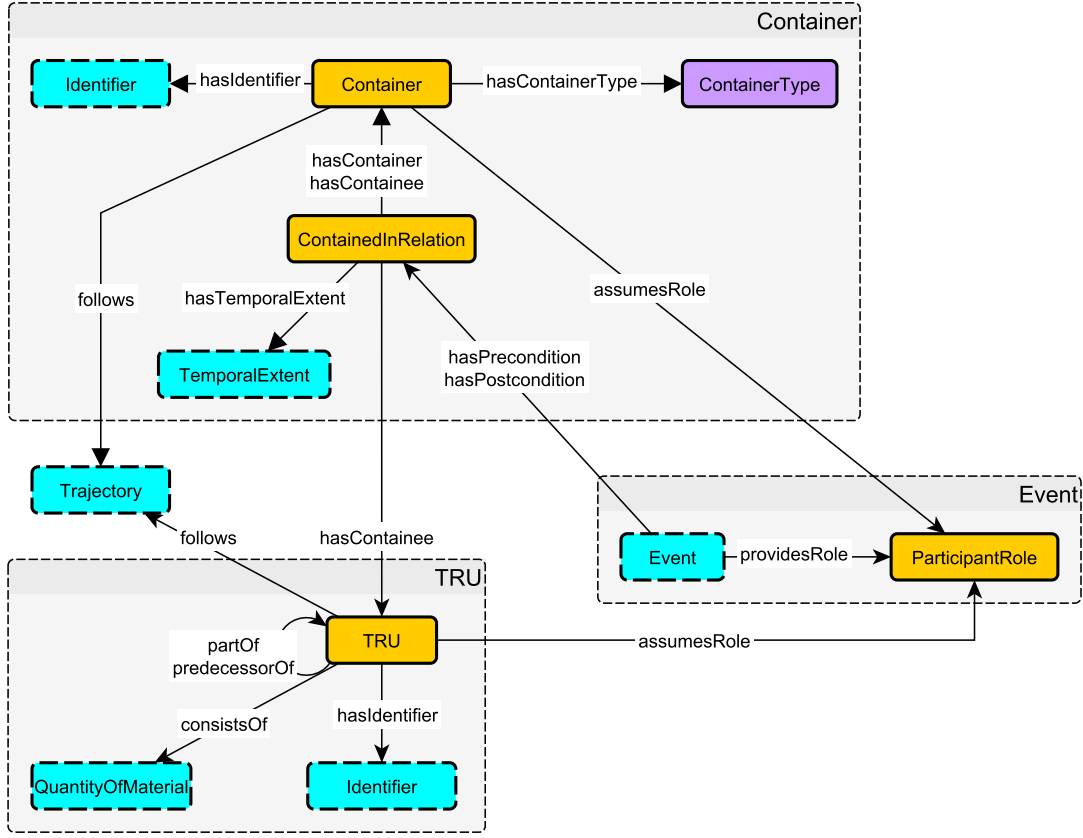 Container
Identifier
hasIdentifier
Container
hasContainerType
ContainerType
hasContainer
hasContainee
ContainedInRelation
follows
hasTemporalExtent
assumesRole
TemporalExtent
hasPrecondition
hasPostcondition
Trajectory
Event
follows
hasContainee
Event
providesRole
ParticipantRole
TRU
partOf
predecessorOf
TRU
assumesRole
consistsOf
hasIdentifier
QuantityOfMaterial
Identifier